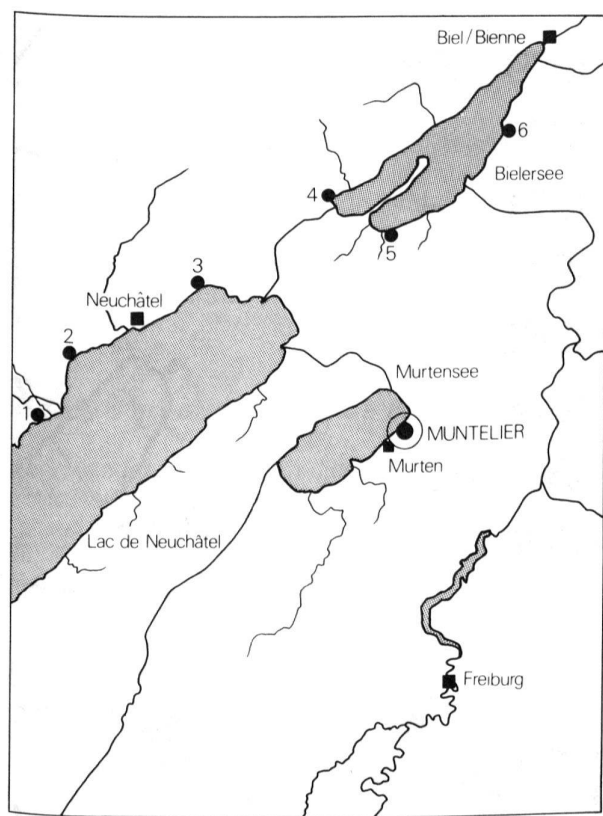 Biel/Bienne
6
Bielersee
4
5
3
Neuchâtel
2
Murtensee
1
MUNTELIER
Murten
Lac de Neuchâtel
Freiburg